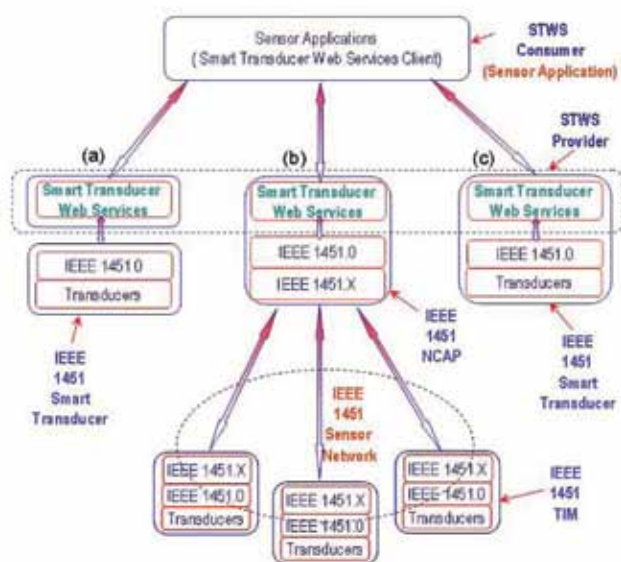 Sensor Applications
( Smart Transducer Web Services Client)
STWS
Consumer
(Sensor Application)
STWS
Provider
(a)
(b)
(c)
Smart Transducer
Web Services
Smart Transducer
Web Services
Smart Transducer
Web Services
IEEE 1451.0
Transducers
IEEE 1451.0
IEEE 1451.X
IEEE 1451.0
Transducers
IEEE
1451
Smart
Transducer
IEEE
1451
NCAP
IEEE
1451
Smart
Transducer
IEEE
1451
Sensor
Network
IEEE 1451.X
IEEE 1451.0
Transducers
IEEE 1451.X
IEEE 1451.0
Transducers
IEEE 1451.X
IEEE 1451.0
Transducers
IEEE
1451
TIM